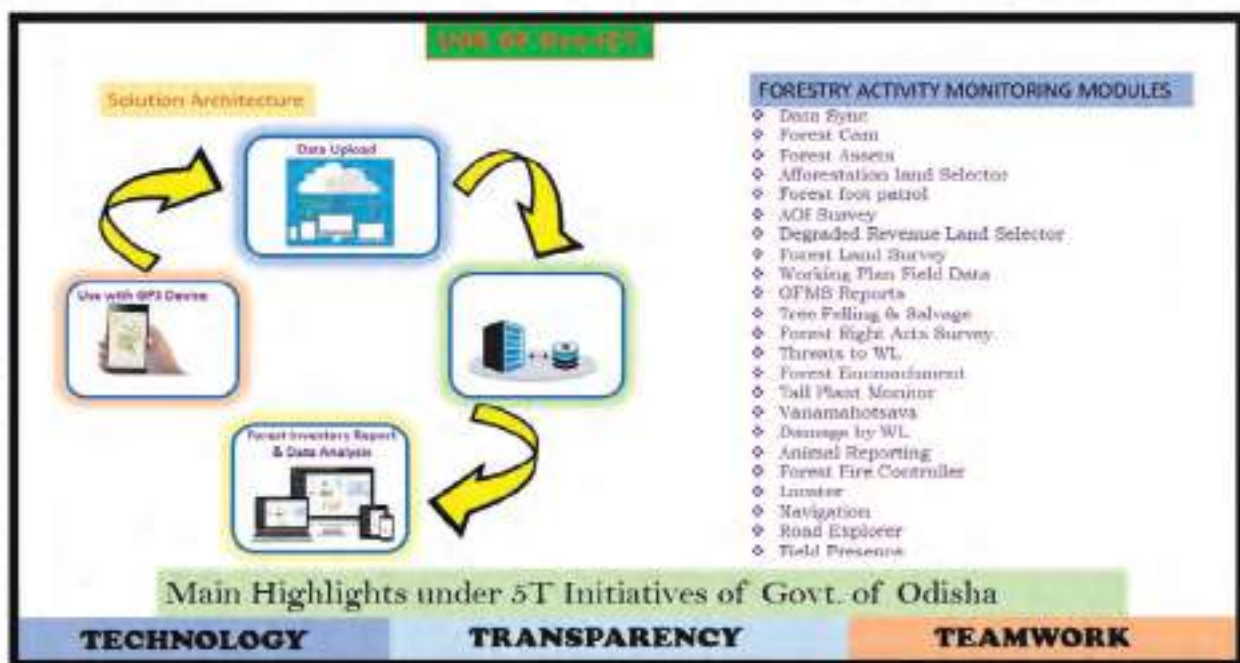 USE OF
Solution Architecture
Data Upload
Use with GPS Device
Forest Inventory Report
& Data Analysis
FORESTRY ACTIVITY MONITORING MODULES
❖ Data Sync
❖ Forest Cam
❖ Forest Assets
❖ Afforestation land Selector
❖ Forest foot patrol
❖ AOI Survey
❖ Degraded Revenue Land Selector
❖ Forest Land Survey
❖ Working Plan Field Data
❖ OFMS Reports
❖ Tree Felling & Salvage
❖ Forest Right Acts Survey
❖ Threats to WL
❖ Forest Encroachment
❖ Tall Plant Monitor
❖ Vanamahotsava
❖ Damage by WL
❖ Animal Reporting
❖ Forest Fire Controller
❖ Locator
❖ Navigation
❖ Road Explorer
❖ Field Presence
Main Highlights under 5T Initiatives of Govt. of Odisha
TECHNOLOGY
TRANSPARENCY
TEAMWORK